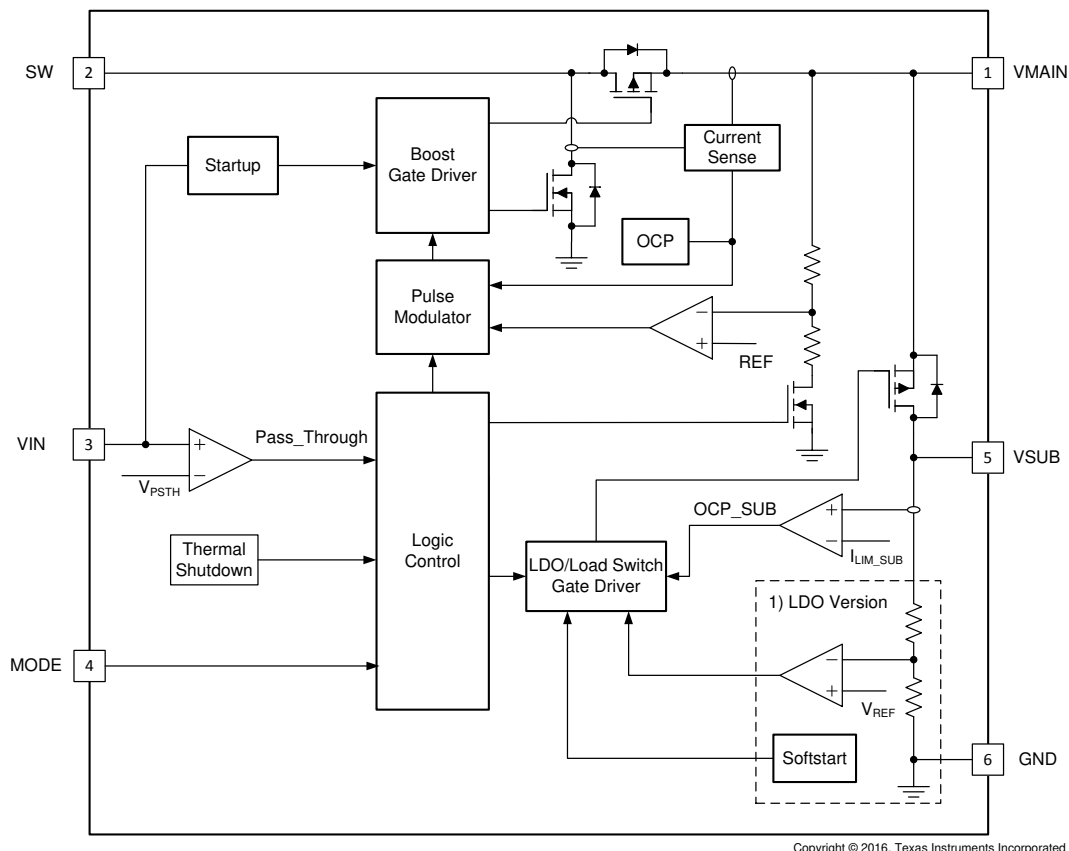 SW
2
1
VMAIN
Startup
Boost
Gate Driver
Current
Sense
OCP
Pulse
Modulator
−
+
REF
VIN
3
+
−
VPSTH
Pass_Through
5
VSUB
Thermal
Shutdown
Logic
Control
LDO/Load Switch
Gate Driver
OCP_SUB
+
−
ILIM_SUB
1) LDO Version
MODE
4
−
+
VREF
Softstart
6
GND
Copyright © 2016, Texas Instruments Incorporated